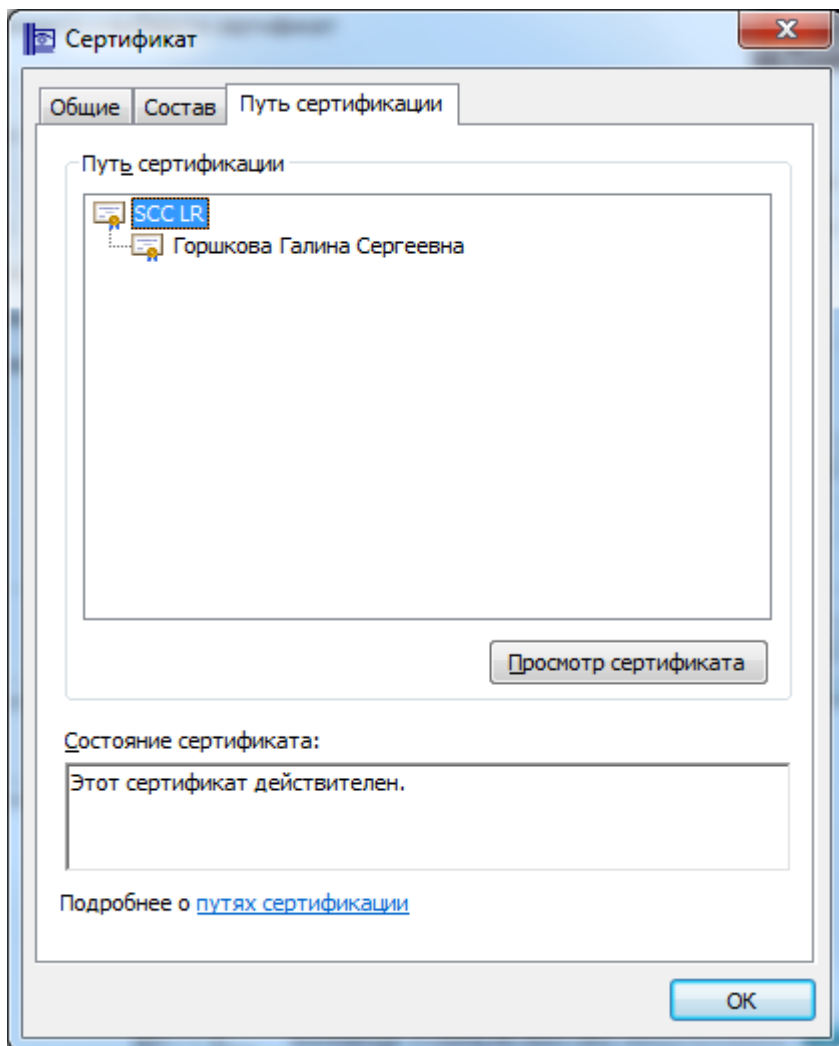 Сертификат
Общие Состав Путь сертификации
Путь сертификации
SCC LR
Горшкова Галина Сергеевна
Просмотр сертификата
Состояние сертификата:
Этот сертификат действителен.
Подробнее о путях сертификации
ОК